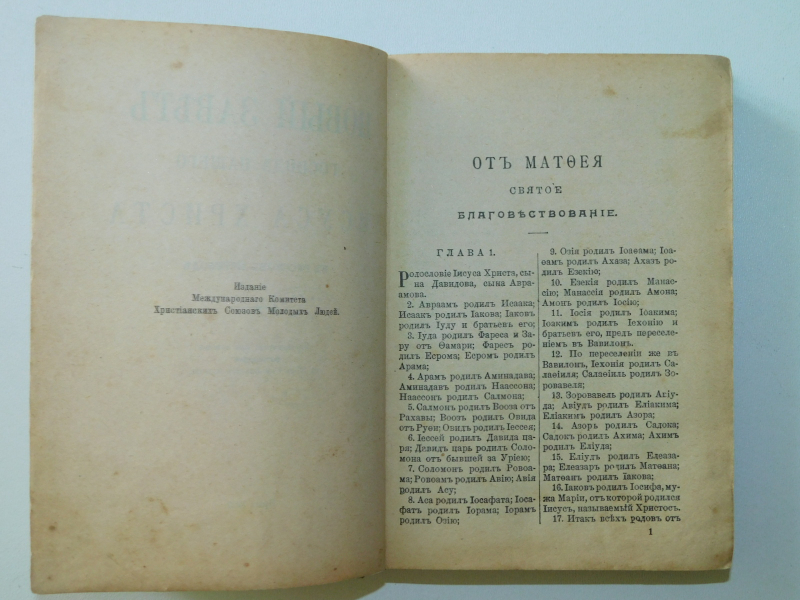 Изданіе
Международнаго Комитета
Христіанскихъ Союзовъ Молодыхъ Людей.
ОТЪ МАТѲЕЯ
СВЯТОЕ
БЛАГОВѢСТВОВАНІЕ.
ГЛАВА 1.
Родословіе Іисуса Христа, сы-
на Давидова, сына Авра-
амова.
2. Авраамъ родилъ Исаака;
Исаакъ родилъ Іакова; Іаковъ
родилъ Іуду и братьевъ его;
3. Іуда родилъ Фареса и За-
ру отъ Ѳамари; Фаресъ ро-
дилъ Есрома; Есромъ родилъ
Арама;
4. Арамъ родилъ Аминадава;
Аминадавъ родилъ Наассона;
Наассонъ родилъ Салмона;
5. Салмонъ родилъ Вооза отъ
Рахавы; Воозъ родилъ Овида
отъ Руѳи; Овидъ родилъ Іессея;
6. Іессей родилъ Давида ца-
ря; Давидъ царь родилъ Соло-
мона отъ бывшей за Уріею;
7. Соломонъ родилъ Ровоа-
ма; Ровоамъ родилъ Авію; Авія
родилъ Асу;
8. Аса родилъ Іосафата; Іоса-
фатъ родилъ Іорама; Іорамъ
родилъ Озію;
9. Озія родилъ Іоаѳама; Іоа-
ѳамъ родилъ Ахаза; Ахазъ ро-
дилъ Езекію;
10. Езекія родилъ Манас-
сію; Манассія родилъ Амона;
Амонъ родилъ Іосію;
11. Іосія родилъ Іоакима;
Іоакимъ родилъ Іехонію и
братьевъ его, предъ переселе-
ніемъ въ Вавилонъ.
12. По переселеніи же въ
Вавилонъ, Іехонія родилъ Са-
лаѳіиля; Салаѳіиль родилъ Зо-
ровавеля;
13. Зоровавель родилъ Авіу-
да; Авіудъ родилъ Еліакима;
Еліакимъ родилъ Азора;
14. Азоръ родилъ Садока;
Садокъ родилъ Ахима; Ахимъ
родилъ Еліуда;
15. Еліудъ родилъ Елеаза-
ра; Елеазаръ родилъ Матѳана;
Матѳанъ родилъ Іакова;
16. Іаковъ родилъ Іосифа, му-
жа Маріи, отъ которой родился
Іисусъ, называемый Христосъ.
17. Итакъ всѣхъ родовъ отъ
1